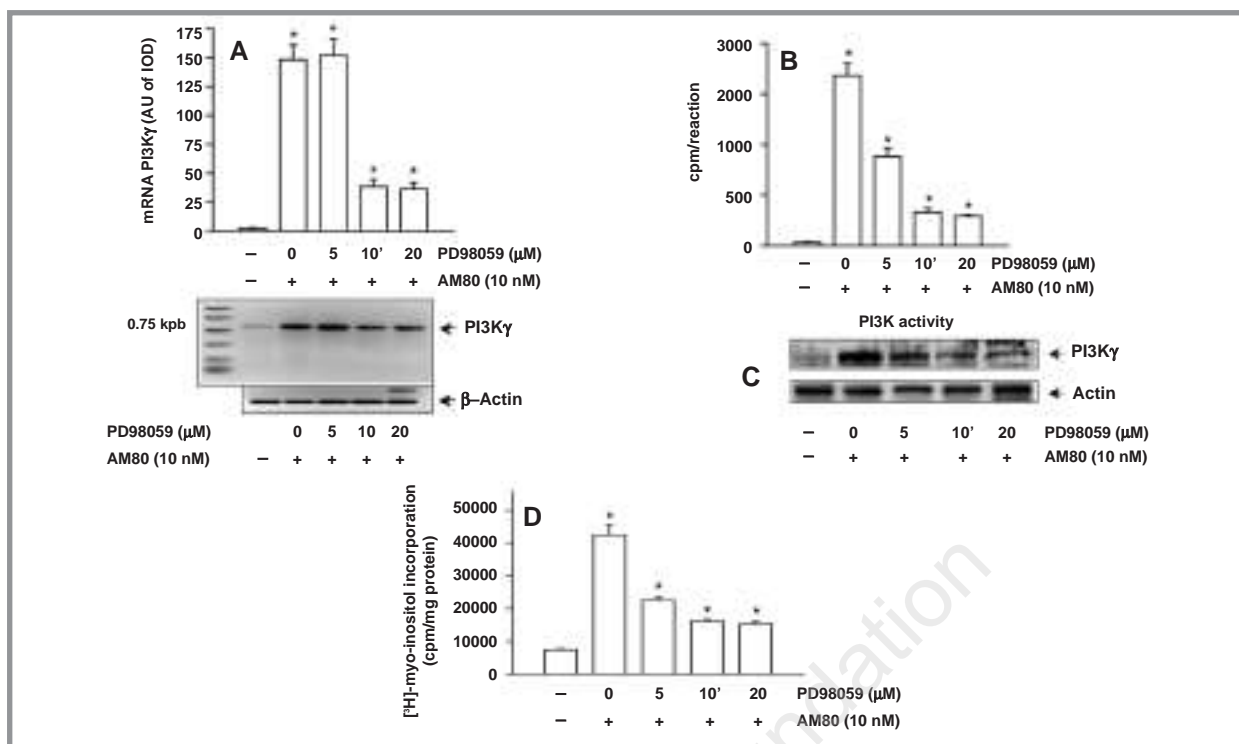 A
mRNA PI3Kγ (AU of IOD)
175
150
125
100
75
50
25
0
– 0 5 10' 20 PD98059 (μM)
– + + + + AM80 (10 nM)
0.75 kpb
PI3Kγ
β–Actin
PD98059 (μM) 0 5 10 20
AM80 (10 nM) – + + + +
B
cpm/reaction
3000
2000
1000
500
0
– 0 5 10' 20 PD98059 (μM)
– + + + + AM80 (10 nM)
PI3K activity
C
PI3Kγ
Actin
– 0 5 10' 20 PD98059 (μM)
– + + + + AM80 (10 nM)
D
[³H]-myo-inositol incorporation
(cpm/mg protein)
50000
40000
30000
20000
10000
0
– 0 5 10' 20 PD98059 (μM)
– + + + + AM80 (10 nM)
ndation